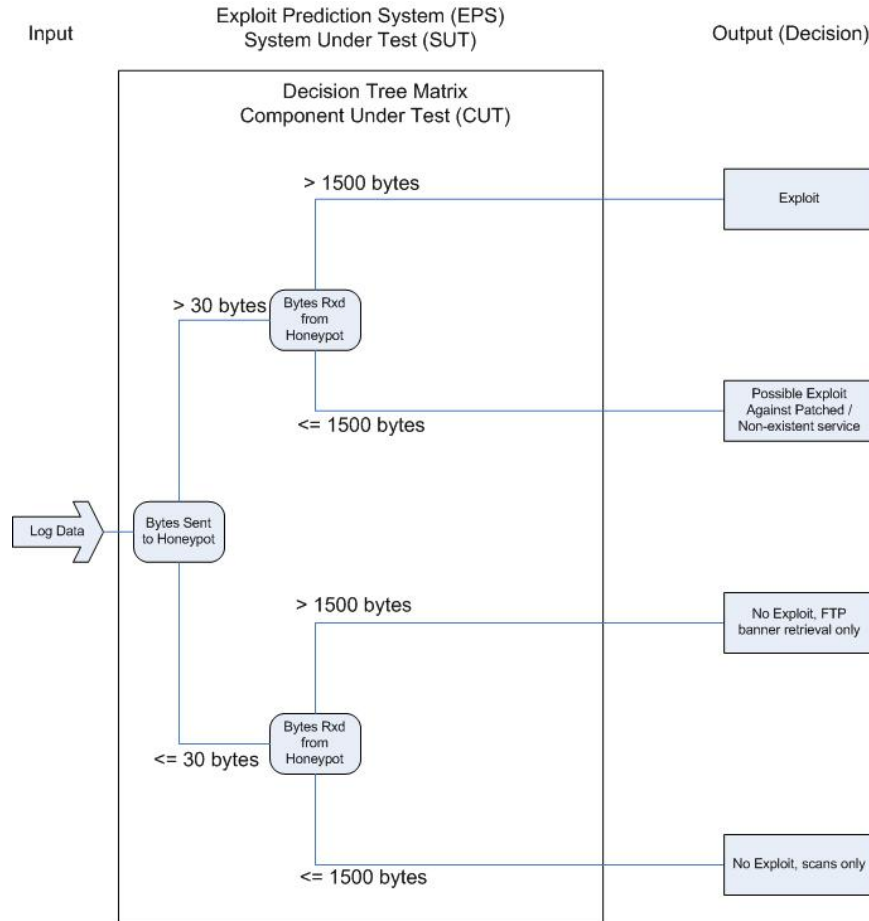 Input
Exploit Prediction System (EPS)
System Under Test (SUT)
Output (Decision)
Decision Tree Matrix
Component Under Test (CUT)
> 1500 bytes
Exploit
> 30 bytes
Bytes Rxd
from
Honeypot
<= 1500 bytes
Possible Exploit
Against Patched /
Non-existent service
Log Data
Bytes Sent
to Honeypot
> 1500 bytes
No Exploit, FTP
banner retrieval only
<= 30 bytes
Bytes Rxd
from
Honeypot
<= 1500 bytes
No Exploit, scans only